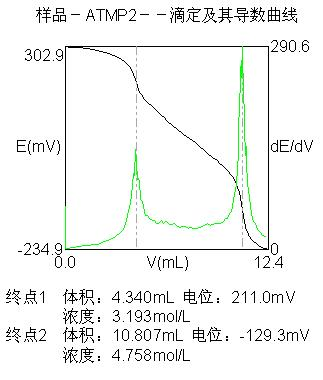 样品－ATMP2－－滴定及其导数曲线
302.9
290.6
E(mV)
dE/dV
-234.9
0
0.0
V(mL)
12.4
终点1 体积：4.340mL 电位：211.0mV
浓度：3.193mol/L
终点2 体积：10.807mL 电位：-129.3mV
浓度：4.758mol/L